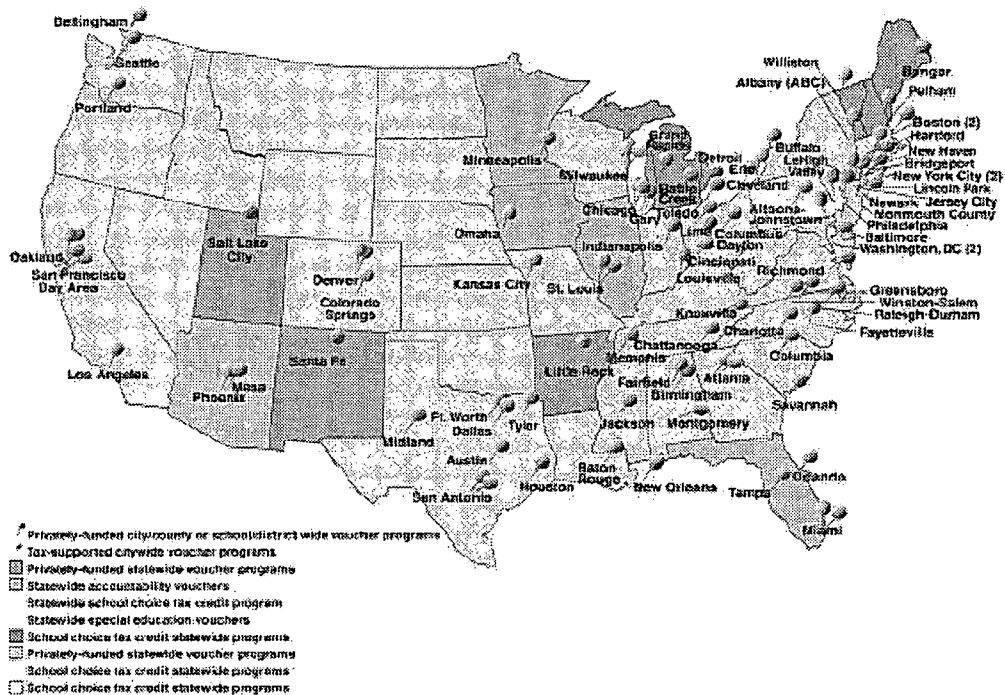 Bellingham
Seattle
Portland
Williston
Albany (ABC)
Bangor
Pelham
Boston (2)
Hartford
New Haven
Bridgeport
New York City (2)
Lincoln Park
Newark
Jersey City
Monmouth County
Philadelphia
Baltimore
Washington, DC (2)
Buffalo
Lehigh
Valley
Erie
Detroit
Cleveland
Grand
Rapids
Battle
Creek
Toledo
Minneapolis
Milwaukee
Chicago
Gary
Lima
Columbus
Dayton
Altoona-
Johnstown
Omaha
Indianapolis
Cincinnati
Louisville
Richmond
Salt Lake
City
Oakland
San Francisco
Bay Area
Denver
Colorado
Springs
Kansas City
St. Louis
Greensboro
Winston-Salem
Raleigh-Durham
Fayetteville
Knoxville
Charlotte
Chattanooga
Memphis
Columbia
Los Angeles
Phoenix
Mesa
Santa Fe
Little Rock
Fairfield
Birmingham
Atlanta
Savannah
Midland
Ft. Worth
Dallas
Tyler
Jackson
Montgomery
Austin
San Antonio
Houston
Baton
Rouge
New Orleans
Tampa
Miami
Privately-funded city/county or school/district wide voucher programs
Tax-supported citywide voucher programs
Privately-funded statewide voucher programs
Statewide accountability vouchers
Statewide school choice tax credit program
Statewide special education vouchers
School choice tax credit statewide programs
Privately-funded statewide voucher programs
School choice tax credit statewide programs
School choice tax credit statewide programs